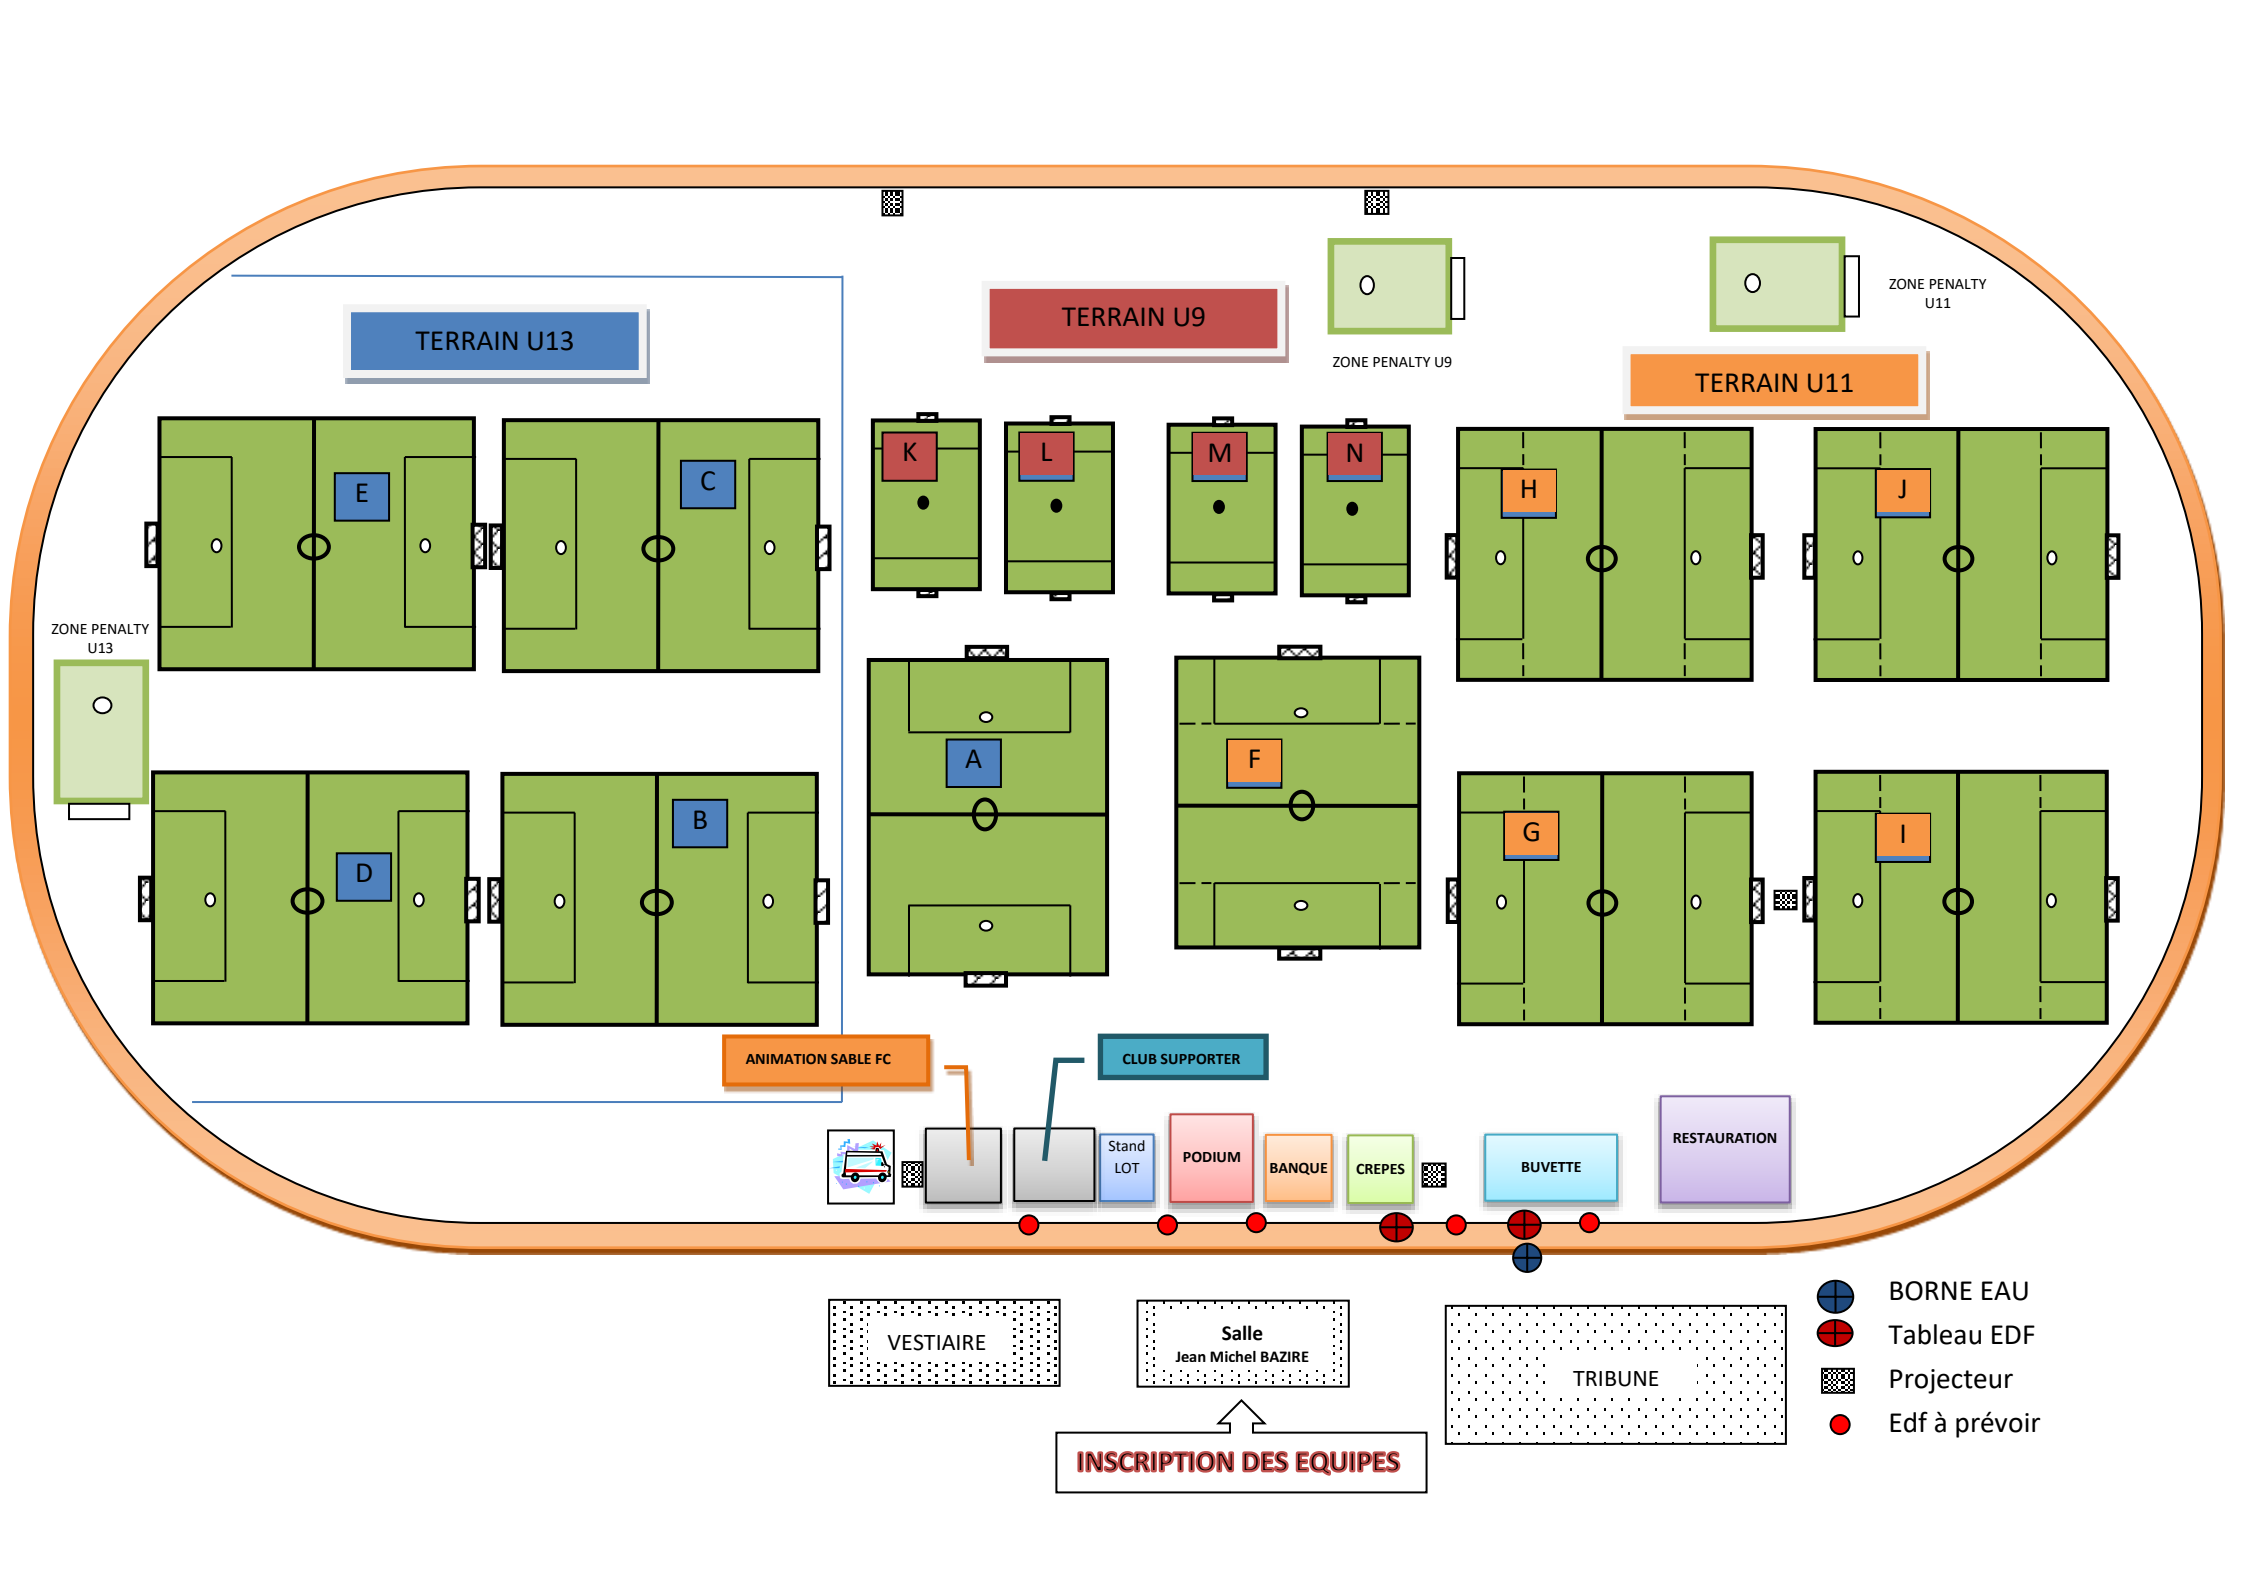 ZONE PENALTY
U11
TERRAIN U9
TERRAIN U13
ZONE PENALTY U9
TERRAIN U11
E
C
K
L
M
N
H
J
ZONE PENALTY
U13
A
F
D
B
G
I
ANIMATION SABLE FC
CLUB SUPPORTER
Stand
LOT
PODIUM
BANQUE
CREPES
BUVETTE
RESTAURATION
VESTIAIRE
Salle
Jean Michel BAZIRE
TRIBUNE
INSCRIPTION DES EQUIPES
BORNE EAU
Tableau EDF
Projecteur
Edf à prévoir